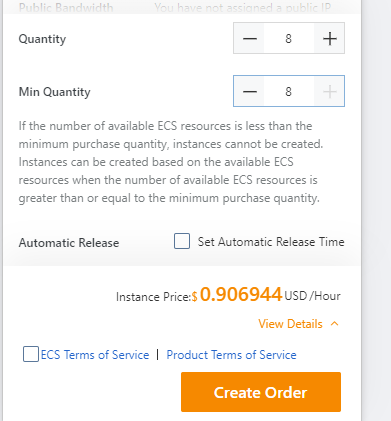 Public Bandwidth You have not assigned a public IP
Quantity — 8 +
Min Quantity — 8 +
If the number of available ECS resources is less than the
minimum purchase quantity, instances cannot be created.
Instances can be created based on the available ECS
resources when the number of available ECS resources is
greater than or equal to the minimum purchase quantity.
Automatic Release Set Automatic Release Time
Instance Price:$ 0.906944 USD /Hour
View Details
ECS Terms of Service | Product Terms of Service
Create Order